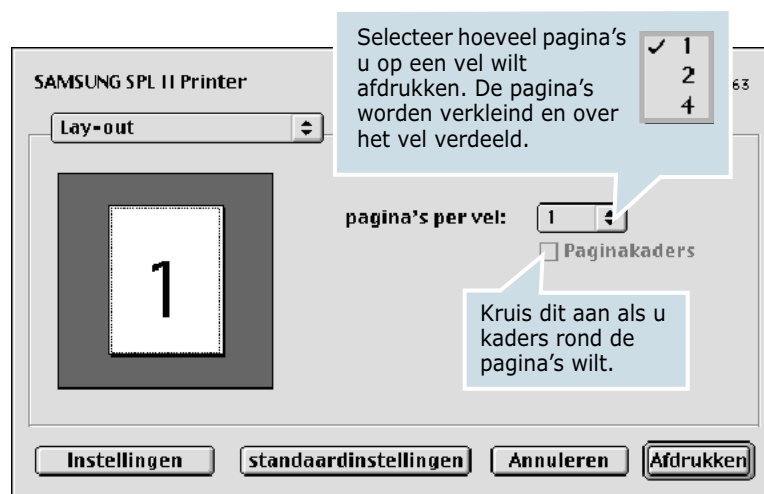 Selecteer hoeveel pagina's
u op een vel wilt
afdrukken. De pagina's
worden verkleind en over
het vel verdeeld.
✓ 1
2
4
SAMSUNG SPL II Printer
63
Lay-out
1
pagina's per vel: 1
Paginakaders
Kruis dit aan als u
kaders rond de
pagina's wilt.
Instellingen standaardinstellingen Annuleren Afdrukken